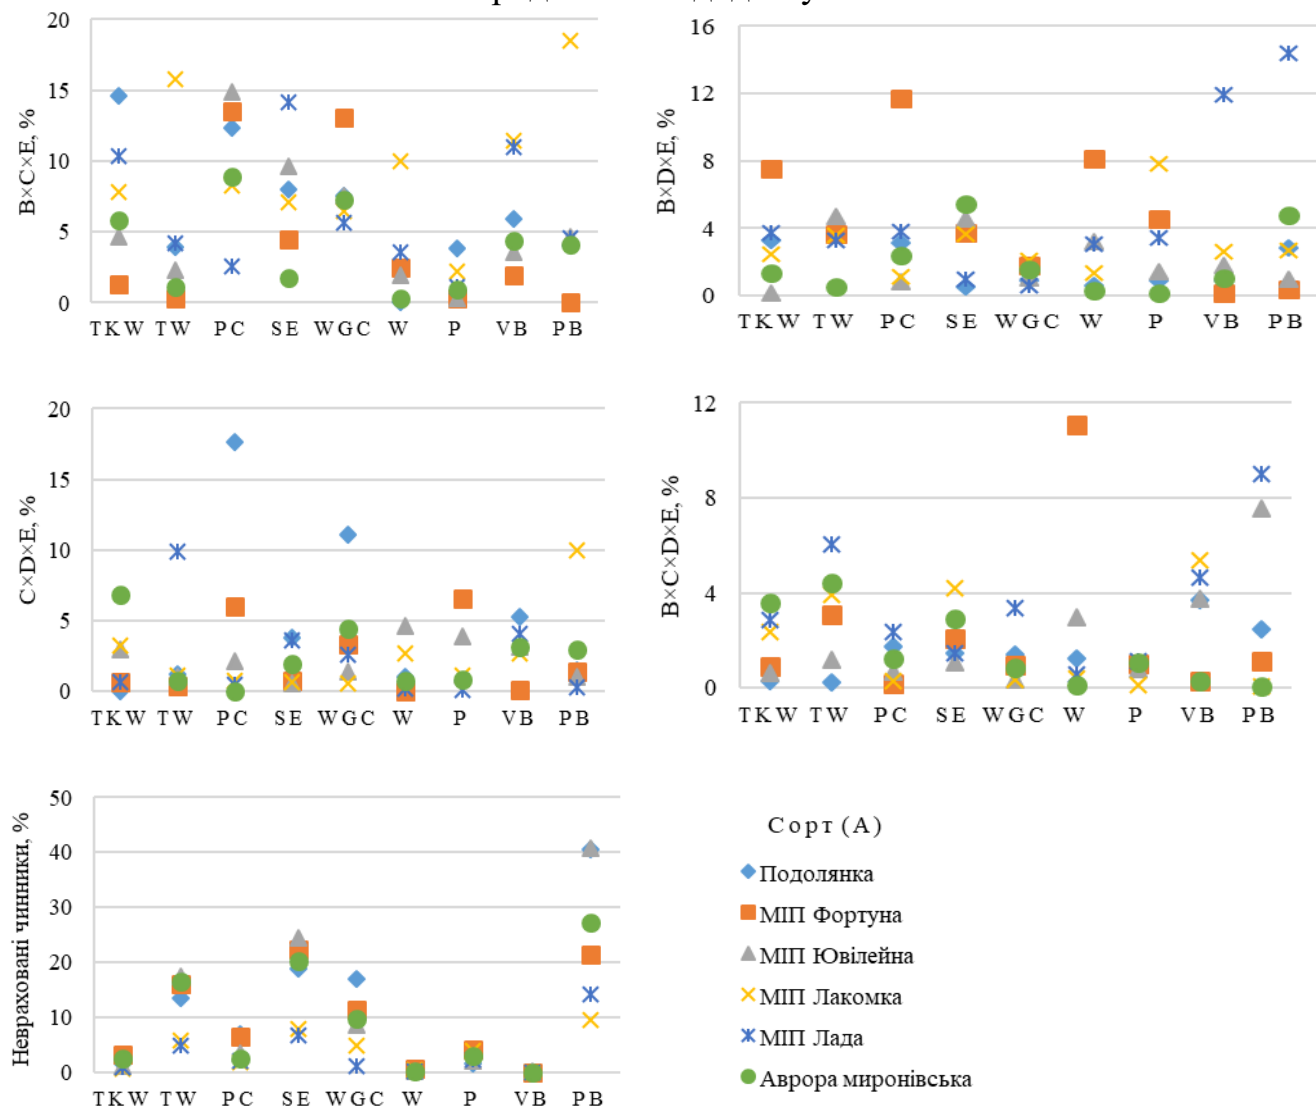 20
15
10
5
0
B×C×E, %
TKW TW PC SE WGC W P VB PB
16
12
8
4
0
B×D×E, %
TKW TW PC SE WGC W P VB PB
20
15
10
5
0
C×D×E, %
TKW TW PC SE WGC W P VB PB
12
8
4
0
B×C×D×E, %
TKW TW PC SE WGC W P VB PB
50
40
30
20
10
0
Невраховані чинники, %
TKW TW PC SE WGC W P VB PB
Сорт (А)
Подолянка
МІП Фортуна
МІП Ювілейна
МІП Лакомка
МІП Лада
Аврора миронівська